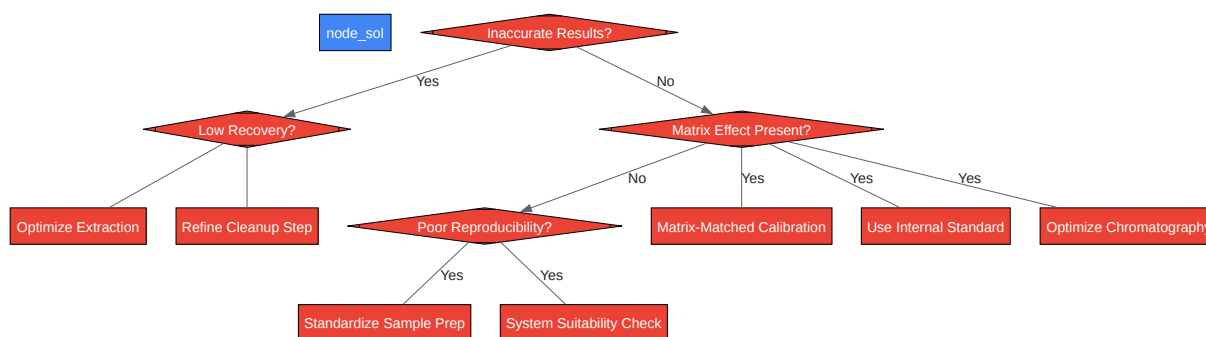 node_sol
Inaccurate Results?
Yes
No
Low Recovery?
Matrix Effect Present?
No
Yes
Yes
Yes
Optimize Extraction
Refine Cleanup Step
Poor Reproducibility?
Matrix-Matched Calibration
Use Internal Standard
Optimize Chromatography
Yes
Yes
Standardize Sample Prep
System Suitability Check